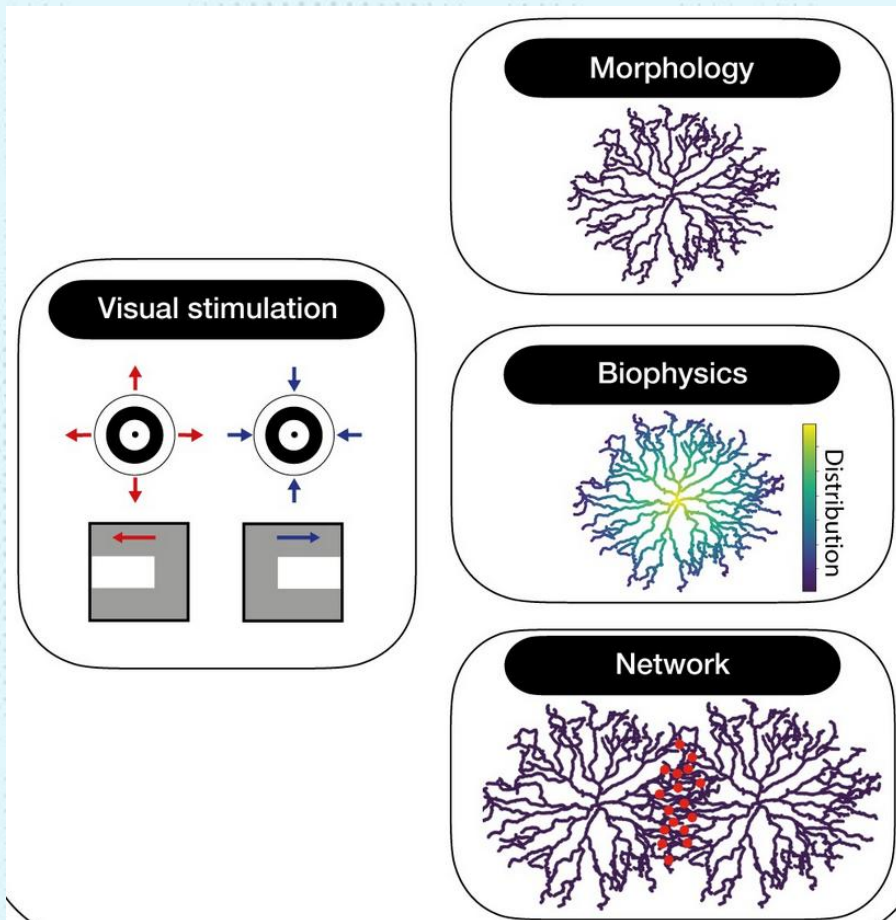 Morphology
Visual stimulation
Biophysics
Distribution
Network